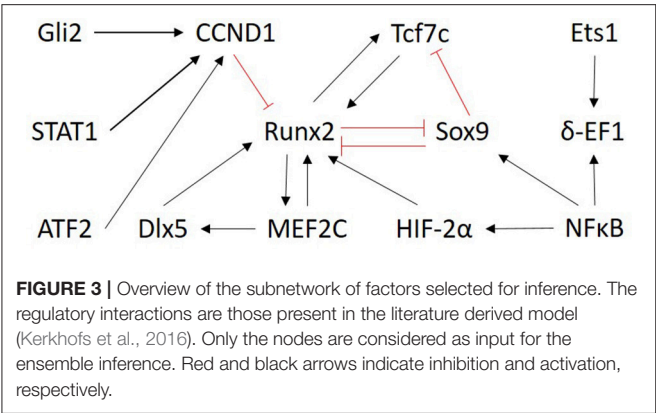 Gli2 CCND1 Tcf7c Ets1
STAT1 Runx2 Sox9 δ-EF1
ATF2 Dlx5 MEF2C HIF-2α NFκB
FIGURE 3 | Overview of the subnetwork of factors selected for inference. The
regulatory interactions are those present in the literature derived model
(Kerkhofs et al., 2016). Only the nodes are considered as input for the
ensemble inference. Red and black arrows indicate inhibition and activation,
respectively.